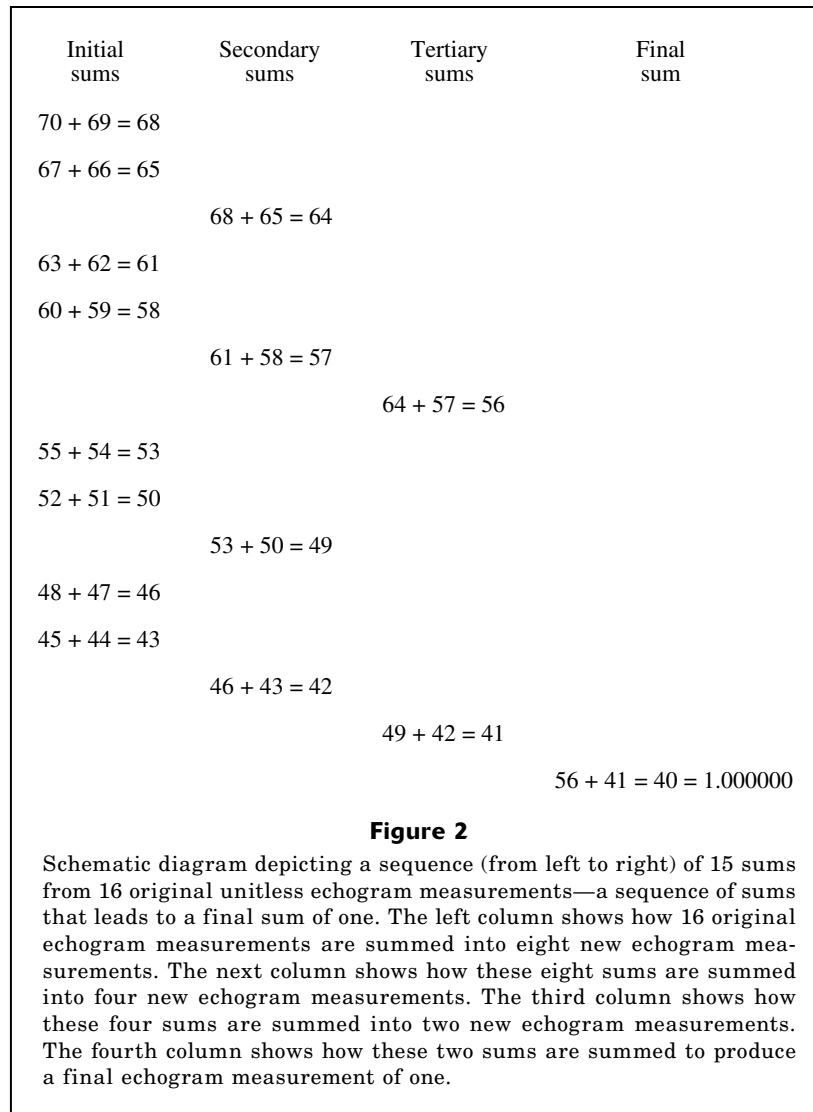 Initial Secondary Tertiary Final
sums sums sums sum
70 + 69 = 68
67 + 66 = 65
68 + 65 = 64
63 + 62 = 61
60 + 59 = 58
61 + 58 = 57
64 + 57 = 56
55 + 54 = 53
52 + 51 = 50
53 + 50 = 49
48 + 47 = 46
45 + 44 = 43
46 + 43 = 42
49 + 42 = 41
56 + 41 = 40 = 1.000000
Figure 2
Schematic diagram depicting a sequence (from left to right) of 15 sums
from 16 original unitless echogram measurements—a sequence of sums
that leads to a final sum of one. The left column shows how 16 original
echogram measurements are summed into eight new echogram mea-
surements. The next column shows how these eight sums are summed
into four new echogram measurements. The third column shows how
these four sums are summed into two new echogram measurements.
The fourth column shows how these two sums are summed to produce
a final echogram measurement of one.